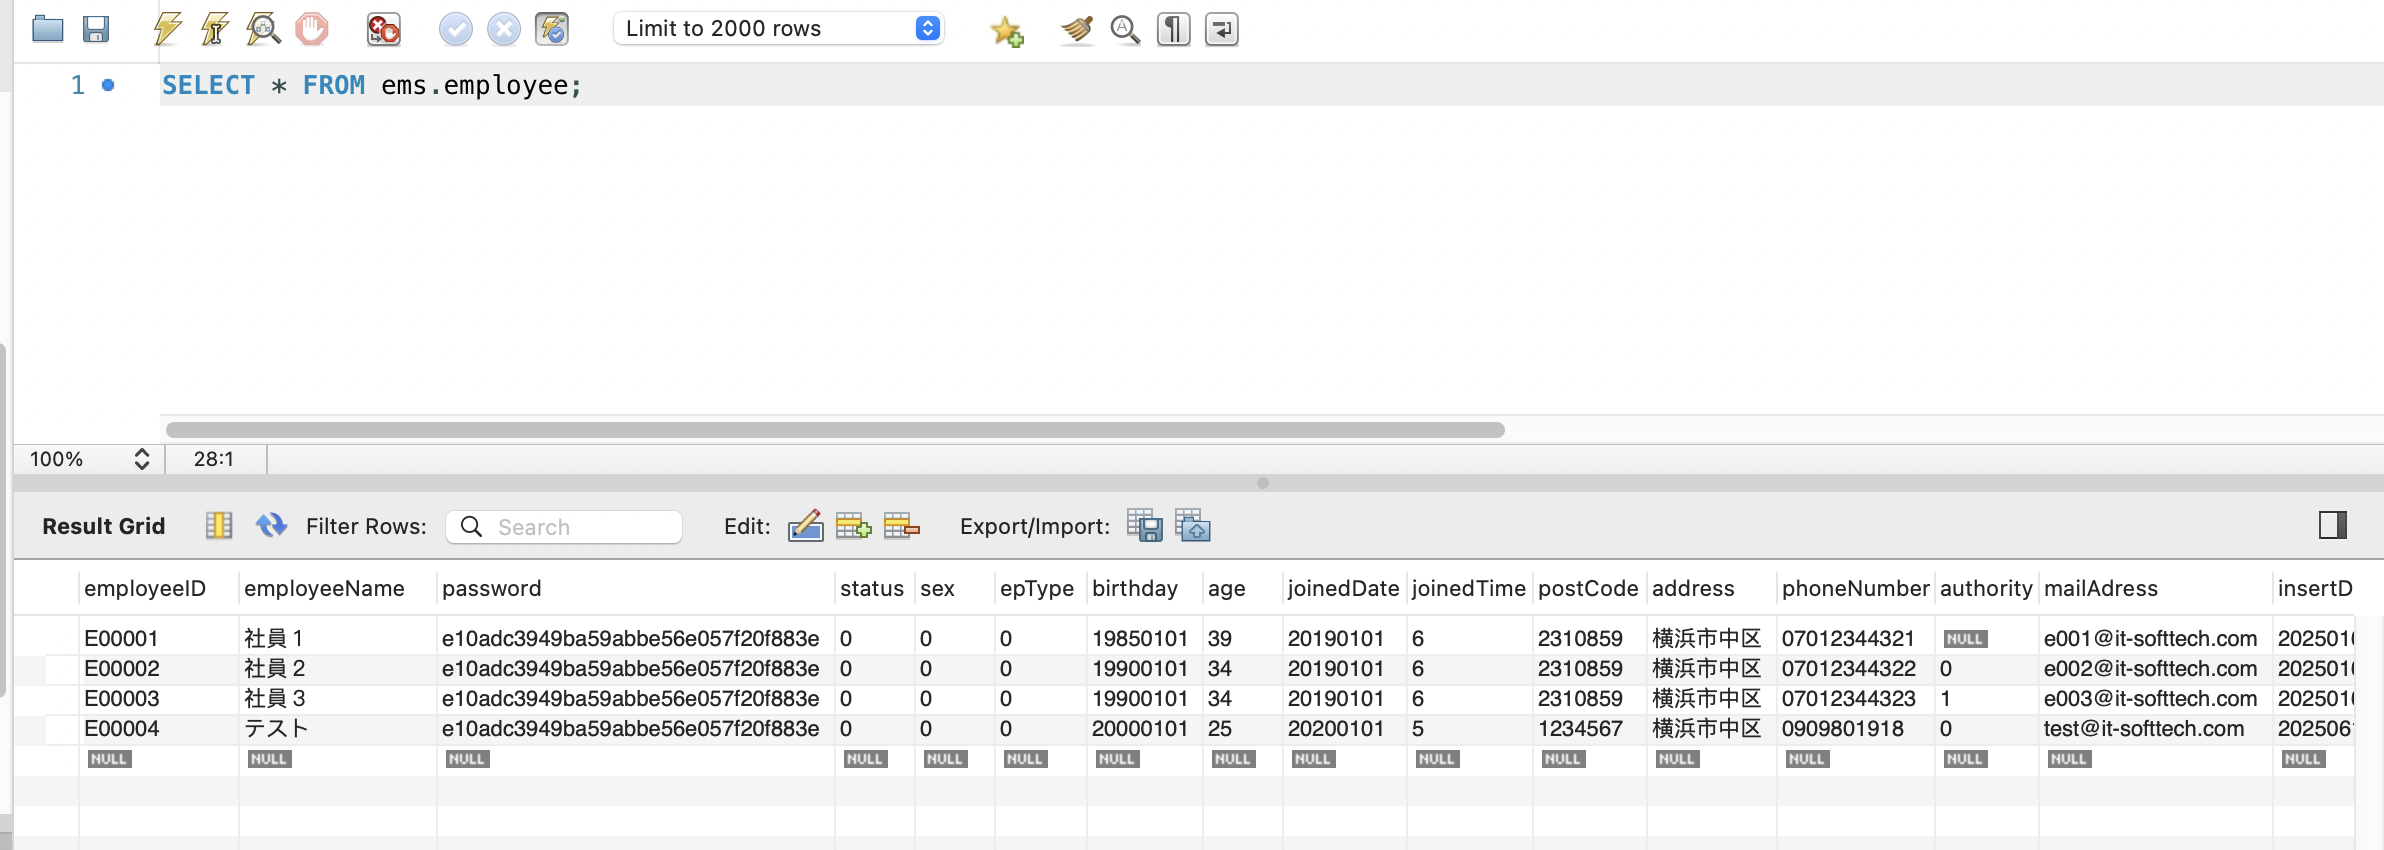 Limit to 2000 rows
1 SELECT * FROM ems.employee;
100% 28:1
Result Grid Filter Rows: Search Edit: Export/Import:
employeeID employeeName password status sex epType birthday age joinedDate joinedTime postCode address phoneNumber authority mailAdress insertD
E00001 社員1 e10adc3949ba59abbe56e057f20f883e 0 0 0 19850101 39 20190101 6 2310859 横浜市中区 07012344321 NULL e001@it-softtech.com 2025010
E00002 社員2 e10adc3949ba59abbe56e057f20f883e 0 0 0 19900101 34 20190101 6 2310859 横浜市中区 07012344322 0 e002@it-softtech.com 2025010
E00003 社員3 e10adc3949ba59abbe56e057f20f883e 0 0 0 19900101 34 20190101 6 2310859 横浜市中区 07012344323 1 e003@it-softtech.com 2025010
E00004 テスト e10adc3949ba59abbe56e057f20f883e 0 0 0 20000101 25 20200101 5 1234567 横浜市中区 0909801918 0 test@it-softtech.com 202506
NULL NULL NULL NULL NULL NULL NULL NULL NULL NULL NULL NULL NULL NULL NULL NULL